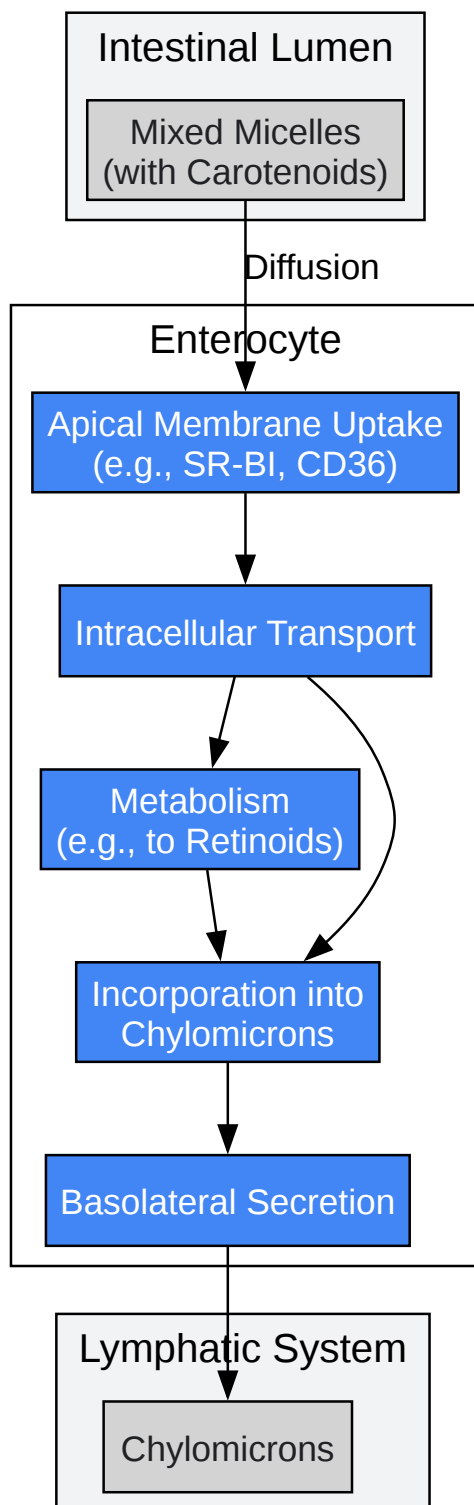 Intestinal Lumen
Mixed Micelles
(with Carotenoids)
Diffusion
Enterocyte
Apical Membrane Uptake
(e.g., SR-BI, CD36)
Intracellular Transport
Metabolism
(e.g., to Retinoids)
Incorporation into
Chylomicrons
Basolateral Secretion
Lymphatic System
Chylomicrons